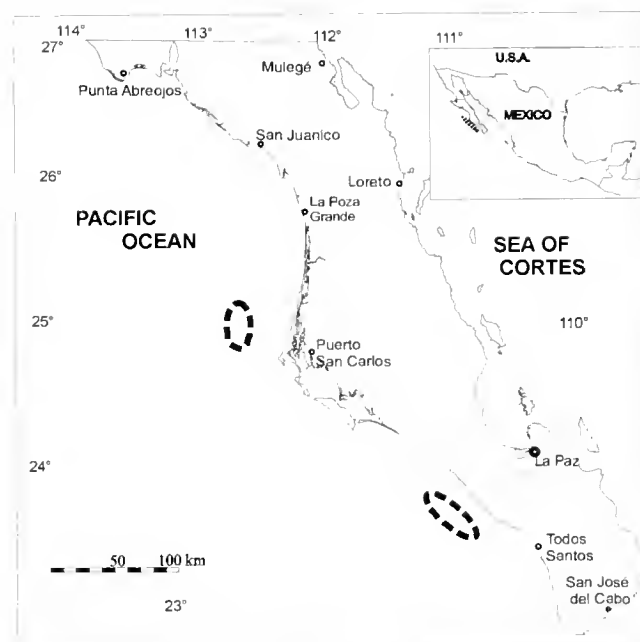 114°
113°
112°
111°
27°
Mulegé
Punta Abreojos
U.S.A.
MEXICO
San Juanico
26°
Loreto
La Poza
Grande
PACIFIC
OCEAN
SEA OF
CORTES
25°
110°
Puerto
San Carlos
24°
La Paz
50
100 km
Todos
Santos
San José
del Cabo
23°